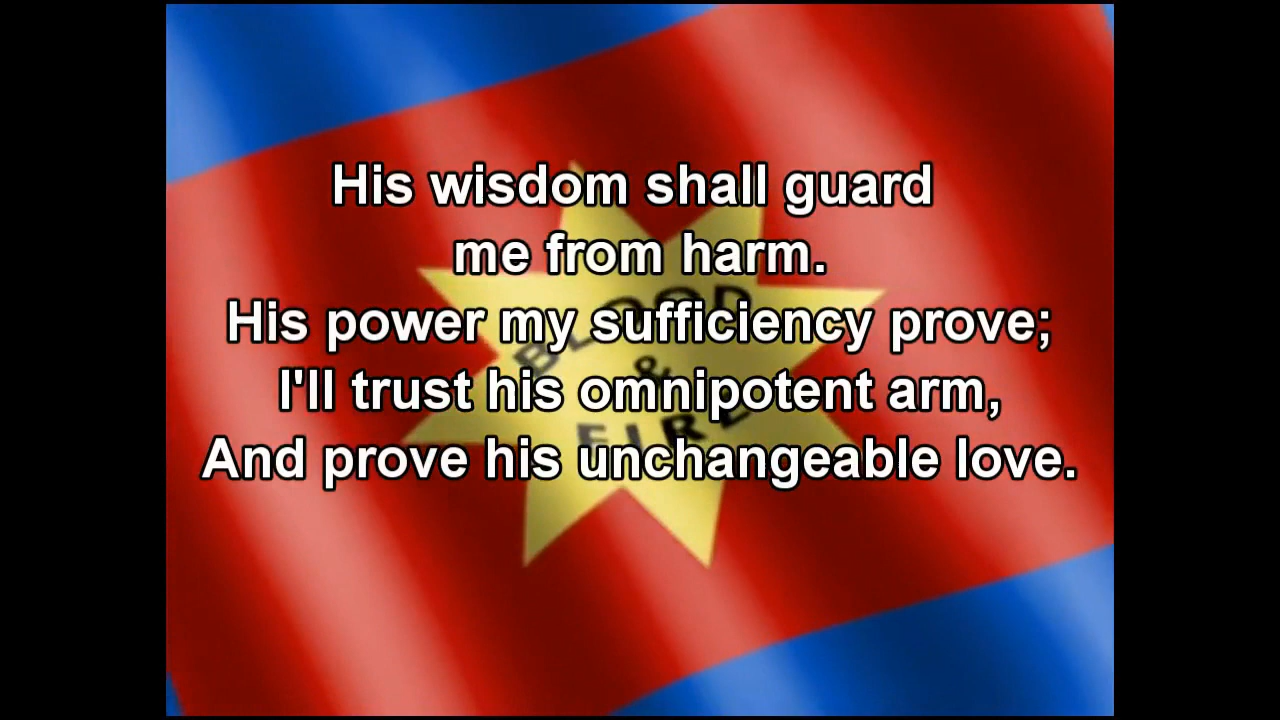 His wisdom shall guard
me from harm.
His power my sufficiency prove;
I'll trust his omnipotent arm,
And prove his unchangeable love.
BLOOD
&
FIRE